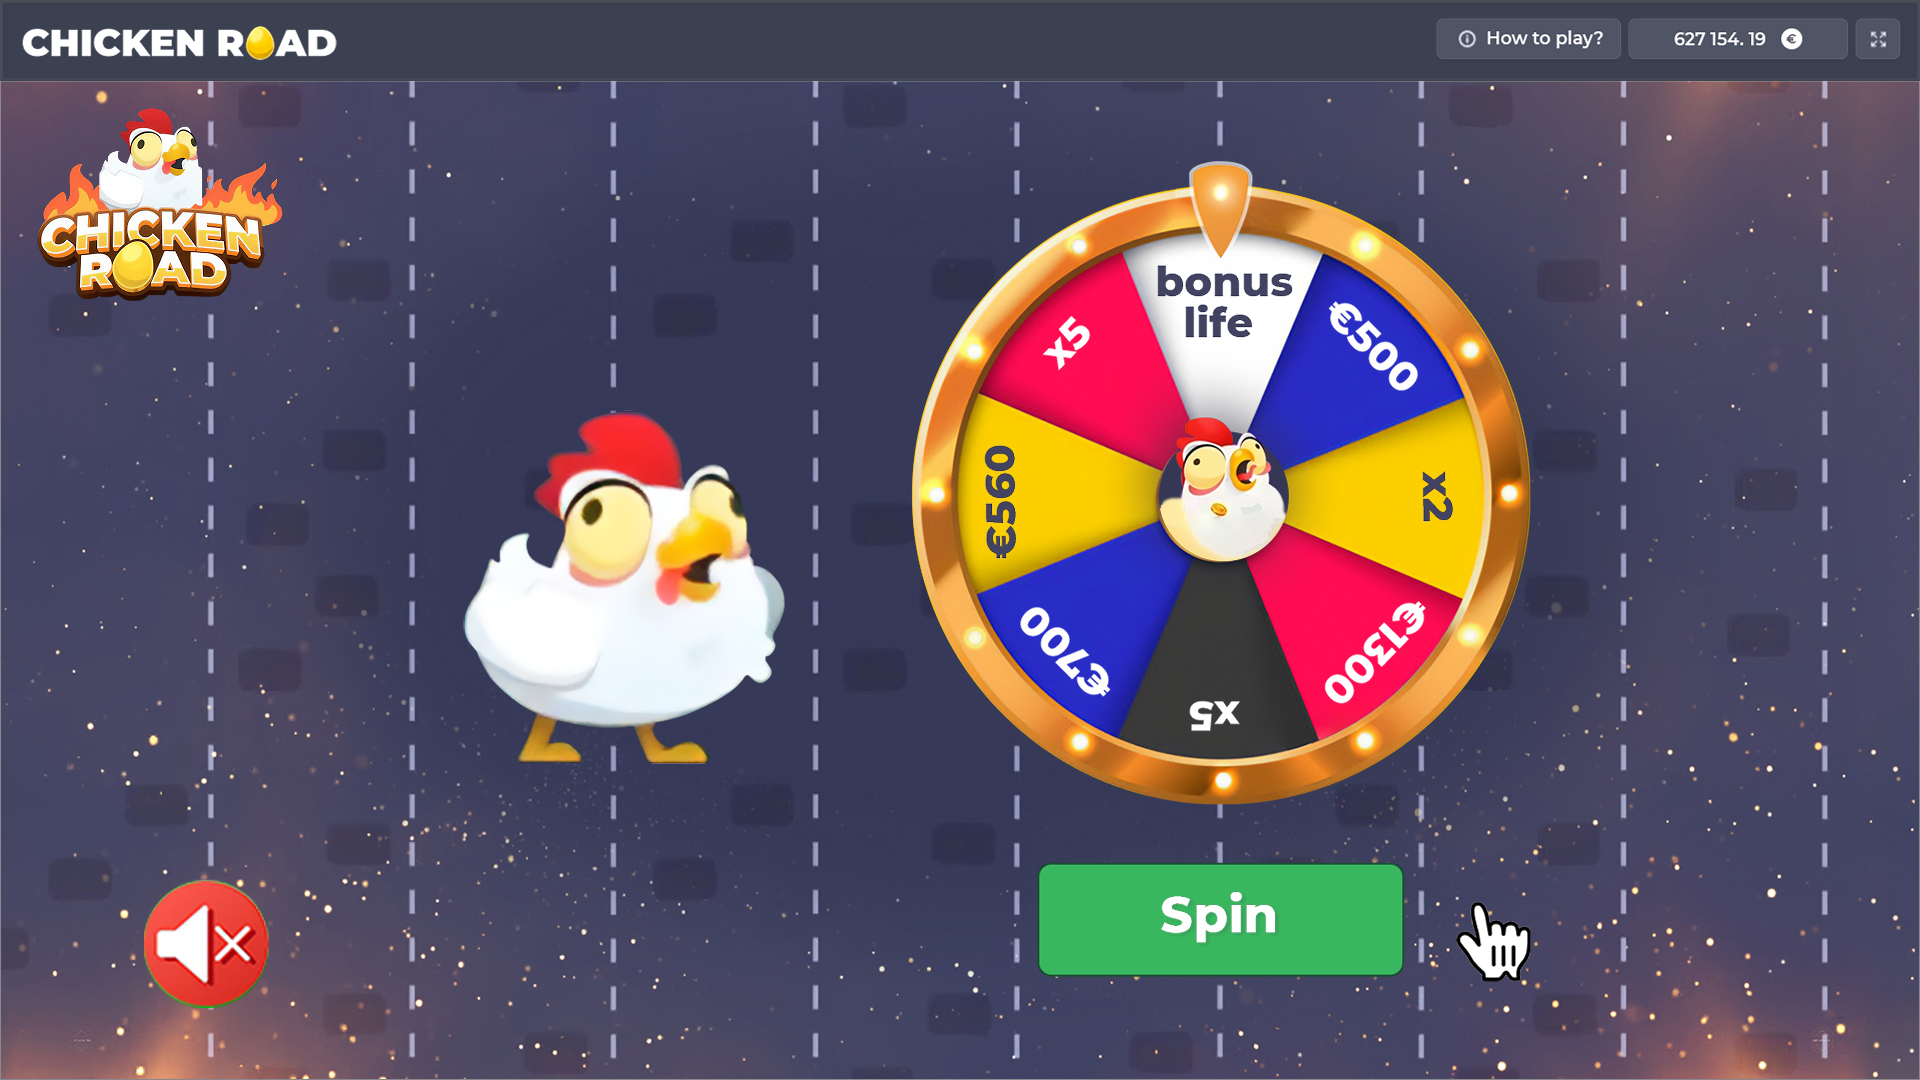 CHICKEN ROAD
How to play?
627 154. 19 €
CHICKEN
ROAD
bonus
life
€500
x2
€1300
x5
€700
€560
x5
Spin